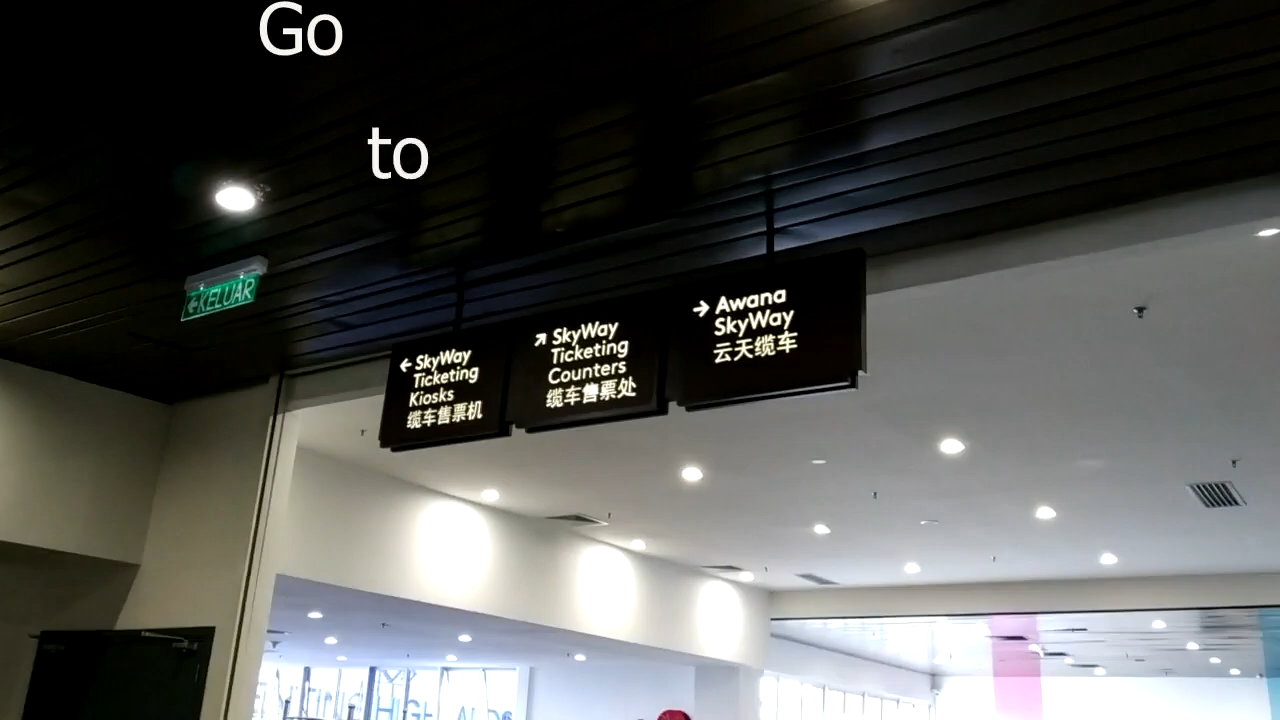 Go
to
← KELUAR
← SkyWay
Ticketing
Kiosks
缆车售票机
↗ SkyWay
Ticketing
Counters
缆车售票处
→ Awana
SkyWay
云天缆车